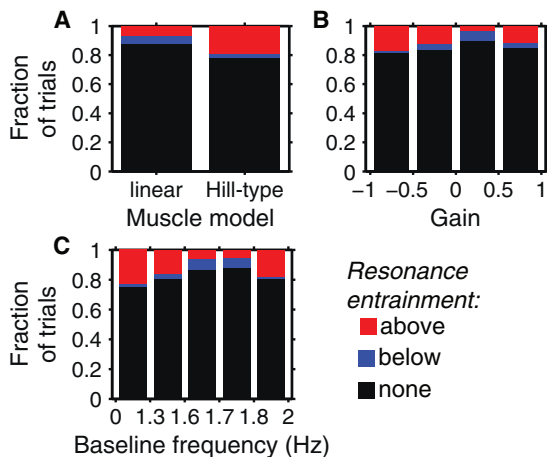 A
1
0.8
0.6
0.4
0.2
0
Fraction
of trials
linear Hill-type
Muscle model
B
1
0.8
0.6
0.4
0.2
0
−1 −0.5 0 0.5 1
Gain
C
1
0.8
0.6
0.4
0.2
0
Fraction
of trials
0 1.3 1.6 1.7 1.8 2
Baseline frequency (Hz)
Resonance
entrainment:
above
below
none